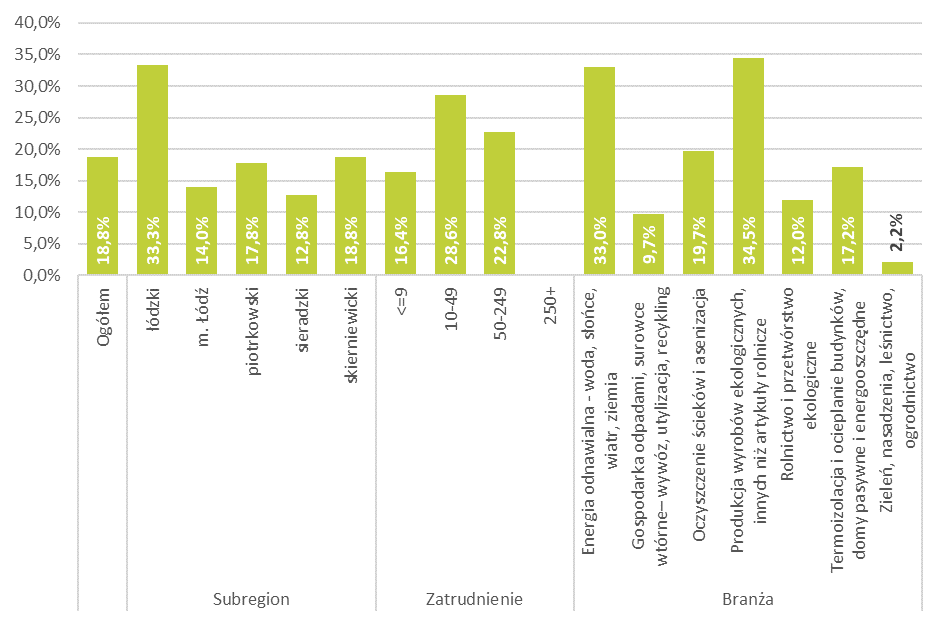 40,0%
35,0%
30,0%
25,0%
20,0%
15,0%
10,0%
5,0%
0,0%
18,8%
33,3%
14,0%
17,8%
12,8%
18,8%
16,4%
28,6%
22,8%
33,0%
9,7%
19,7%
34,5%
12,0%
17,2%
2,2%
Ogółem
łódzki
m. Łódź
piotrkowski
sieradzki
skierniewicki
<=9
10–49
50-249
250+
Energia odnawialna - woda, słońce,
wiatr, ziemia
Gospodarka odpadami, surowce
wtórne– wywóz, utylizacja, recykling
Oczyszczenie ścieków i asenizacja
Produkcja wyrobów ekologicznych,
innych niż artykuły rolnicze
Rolnictwo i przetwórstwo
ekologiczne
Termoizolacja i ocieplanie budynków,
domy pasywne i energooszczędne
Zieleń, nasadzenia, leśnictwo,
ogrodnictwo
Subregion
Zatrudnienie
Branża